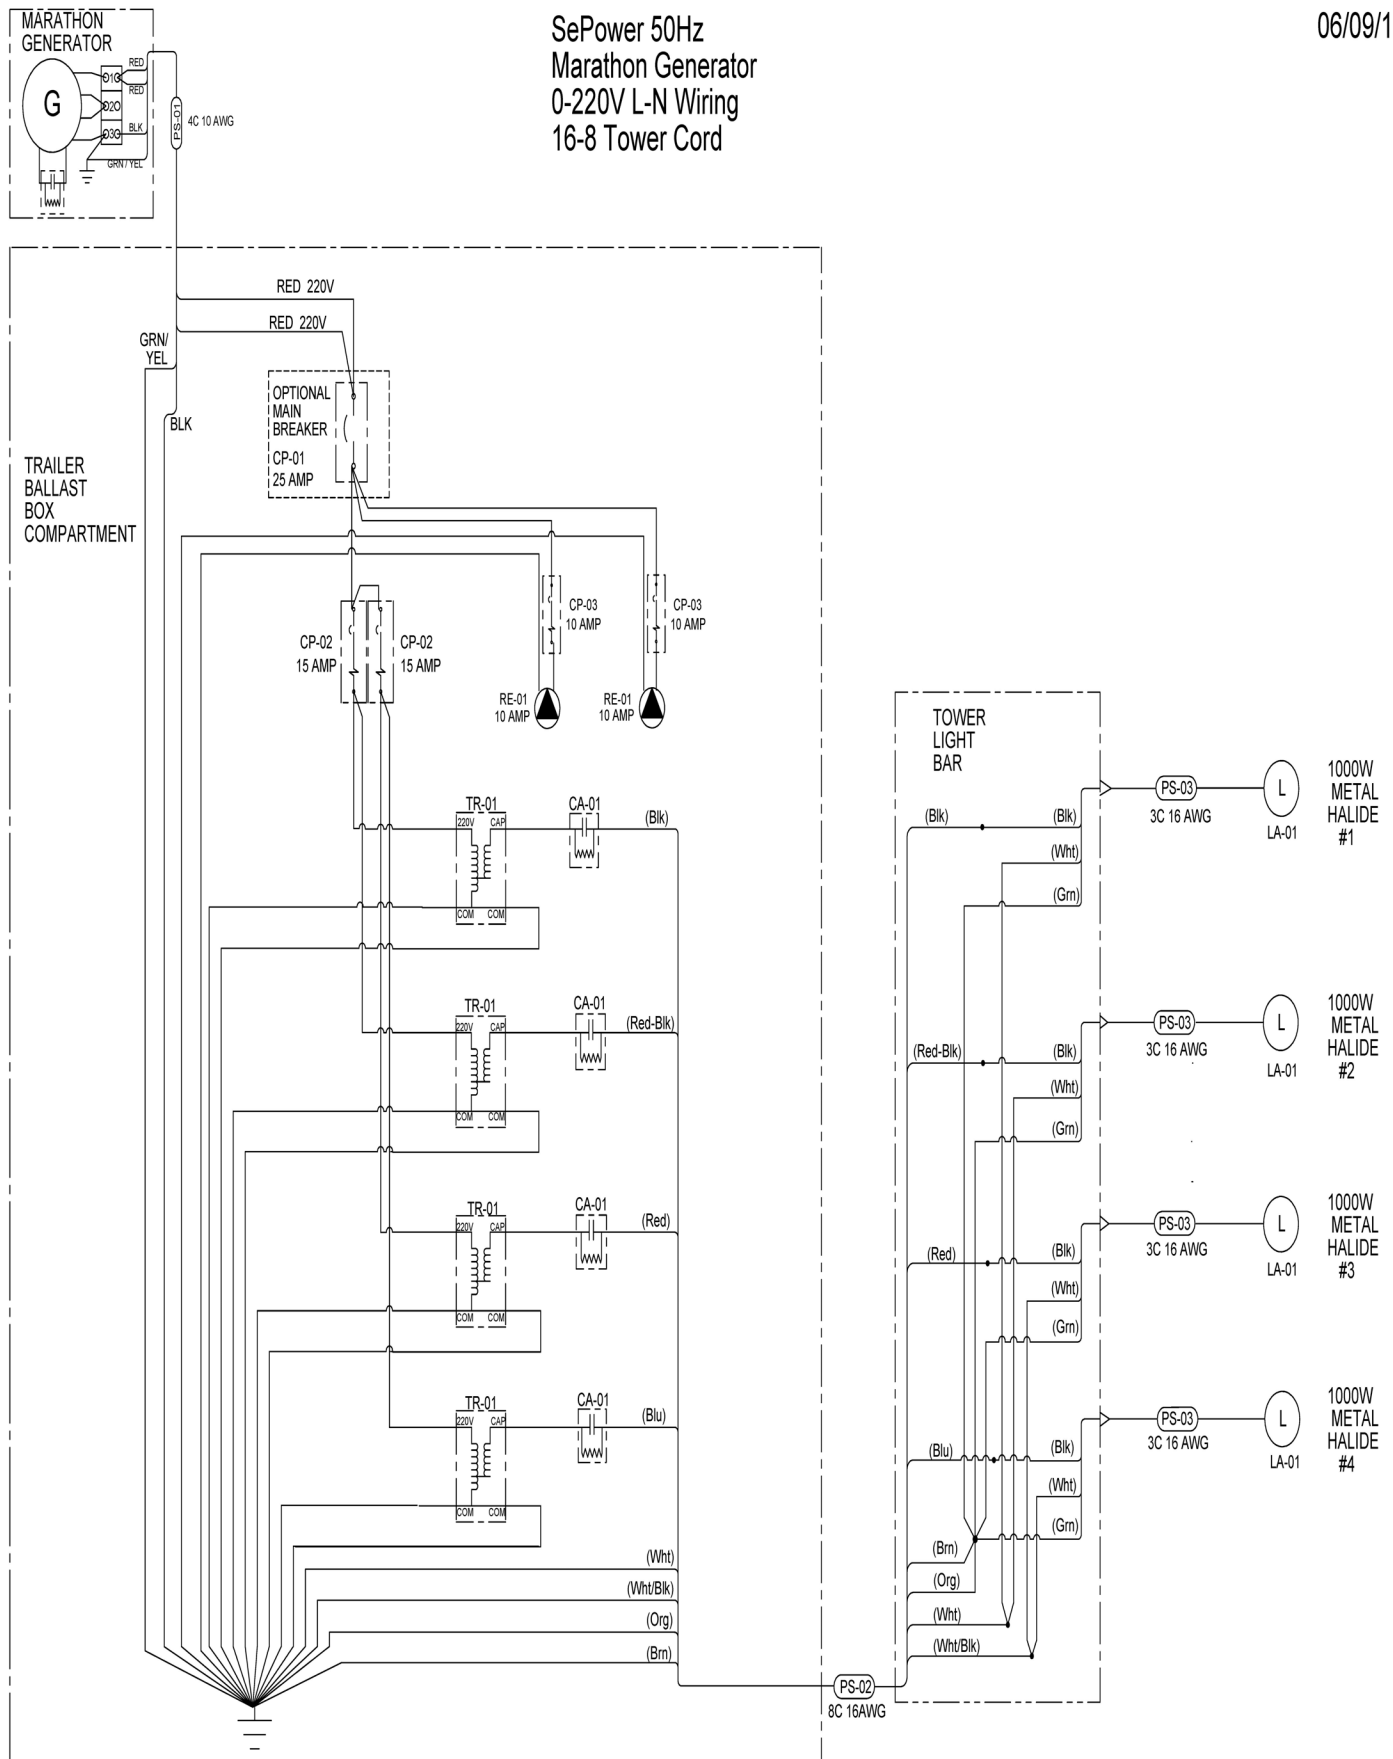 MARATHON
GENERATOR
SePower 50Hz
Marathon Generator
0-220V L-N Wiring
16-8 Tower Cord
06/09/1
RED
RED
BLK
GRN / YEL
G
1
2
3
PS-01
4C 10 AWG
RED 220V
RED 220V
GRN/
YEL
BLK
OPTIONAL
MAIN
BREAKER
CP-01
25 AMP
TRAILER
BALLAST
BOX
COMPARTMENT
CP-02
15 AMP
CP-02
15 AMP
CP-03
10 AMP
CP-03
10 AMP
RE-01
10 AMP
RE-01
10 AMP
TR-01
220V CAP
COM COM
CA-01
(Blk)
TR-01
220V CAP
COM COM
CA-01
(Red-Blk)
TR-01
220V CAP
COM COM
CA-01
(Red)
TR-01
220V CAP
COM COM
CA-01
(Blu)
(Wht)
(Wht/Blk)
(Org)
(Brn)
PS-02
8C 16AWG
TOWER
LIGHT
BAR
(Blk)
(Blk)
(Wht)
(Grn)
PS-03
3C 16 AWG
L
LA-01
1000W
METAL
HALIDE
#1
(Red-Blk)
(Blk)
(Wht)
(Grn)
PS-03
3C 16 AWG
L
LA-01
1000W
METAL
HALIDE
#2
(Red)
(Blk)
(Wht)
(Grn)
PS-03
3C 16 AWG
L
LA-01
1000W
METAL
HALIDE
#3
(Blu)
(Blk)
(Wht)
(Grn)
PS-03
3C 16 AWG
L
LA-01
1000W
METAL
HALIDE
#4
(Brn)
(Org)
(Wht)
(Wht/Blk)